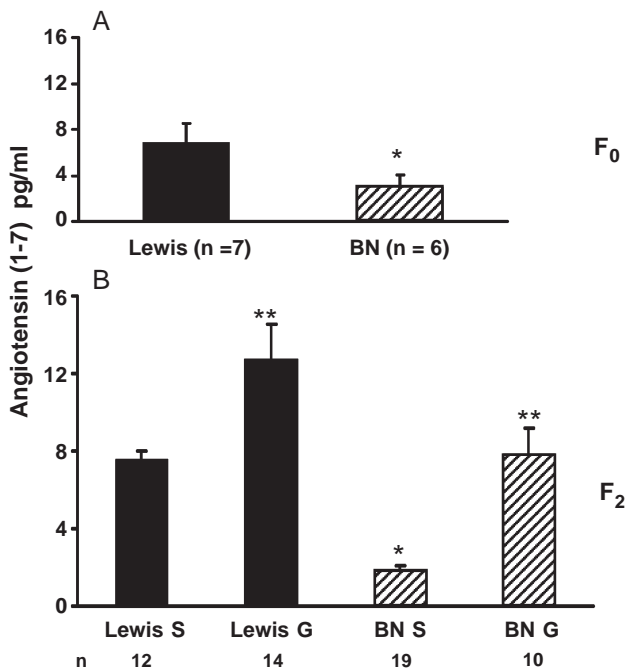 A
Angiotensin (1-7) pg/ml
16
12
8
4
0
*
F0
Lewis (n =7) BN (n = 6)
B
16
12
8
4
0
**
*
**
F2
Lewis S Lewis G BN S BN G
n 12 14 19 10